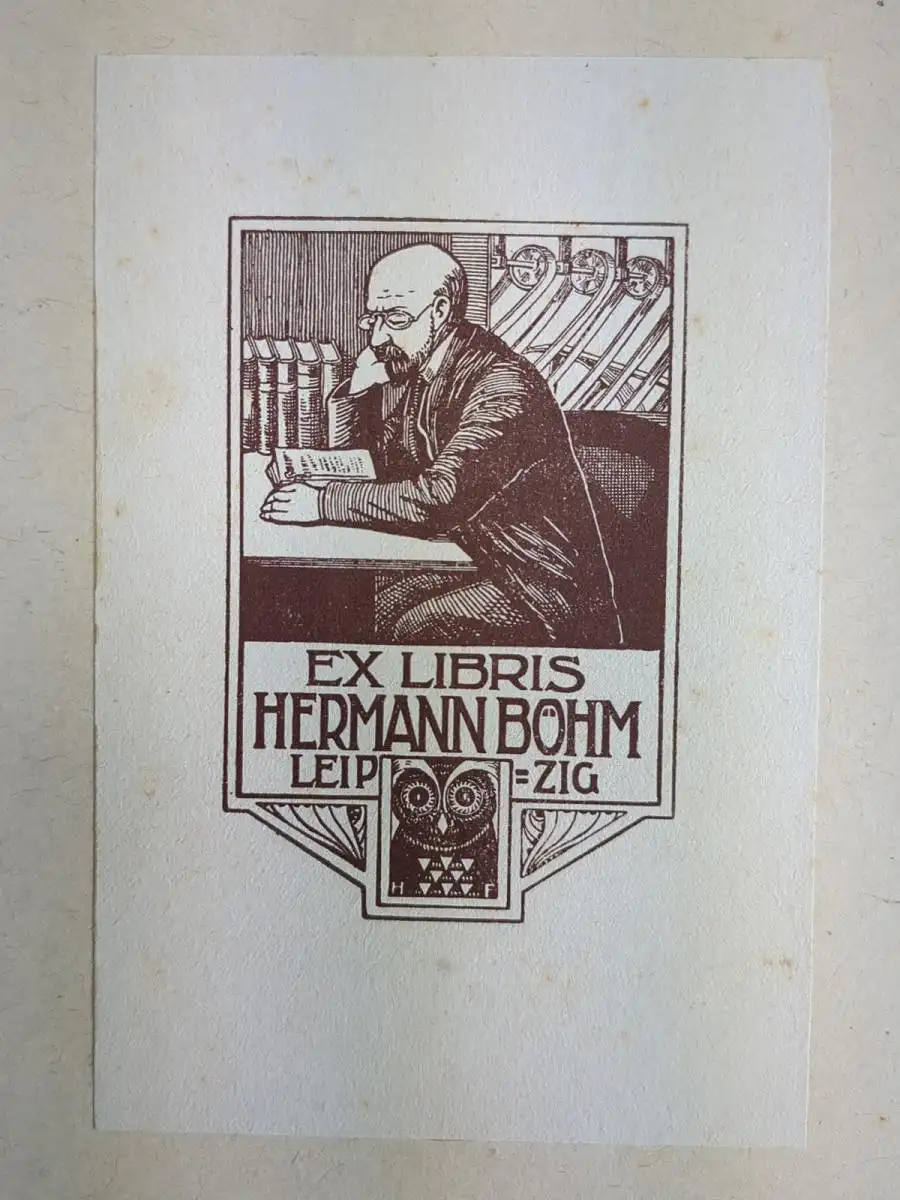 EX LIBRIS
HERMANN BÖHM
LEIP=ZIG
H F